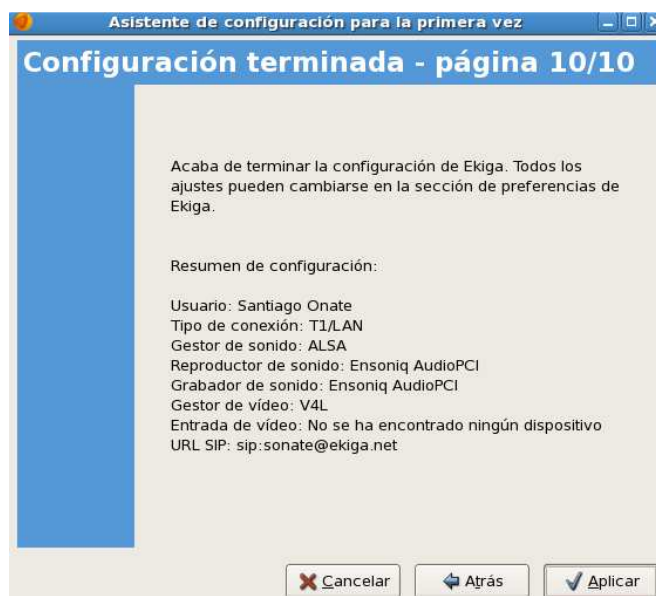 Asistente de configuración para la primera vez
Configuración terminada - página 10/10
Acaba de terminar la configuración de Ekiga. Todos los
ajustes pueden cambiarse en la sección de preferencias de
Ekiga.
Resumen de configuración:
Usuario: Santiago Onate
Tipo de conexión: T1/LAN
Gestor de sonido: ALSA
Reproductor de sonido: Ensoniq AudioPCI
Grabador de sonido: Ensoniq AudioPCI
Gestor de vídeo: V4L
Entrada de vídeo: No se ha encontrado ningún dispositivo
URL SIP: sip:sonate@ekiga.net
Cancelar Atrás Aplicar